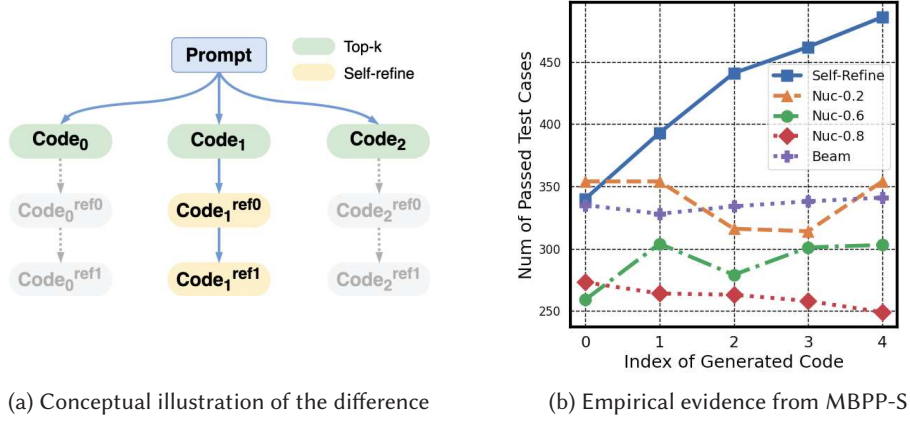 Prompt
Top-k
Self-refine
Code0 Code1 Code2
Code0ref0 Code1ref0 Code2ref0
Code0ref1 Code1ref1 Code2ref1
(a) Conceptual illustration of the difference
Num of Passed Test Cases
450
400
350
300
250
Self-Refine
Nuc-0.2
Nuc-0.6
Nuc-0.8
Beam
0 1 2 3 4
Index of Generated Code
(b) Empirical evidence from MBPP-S